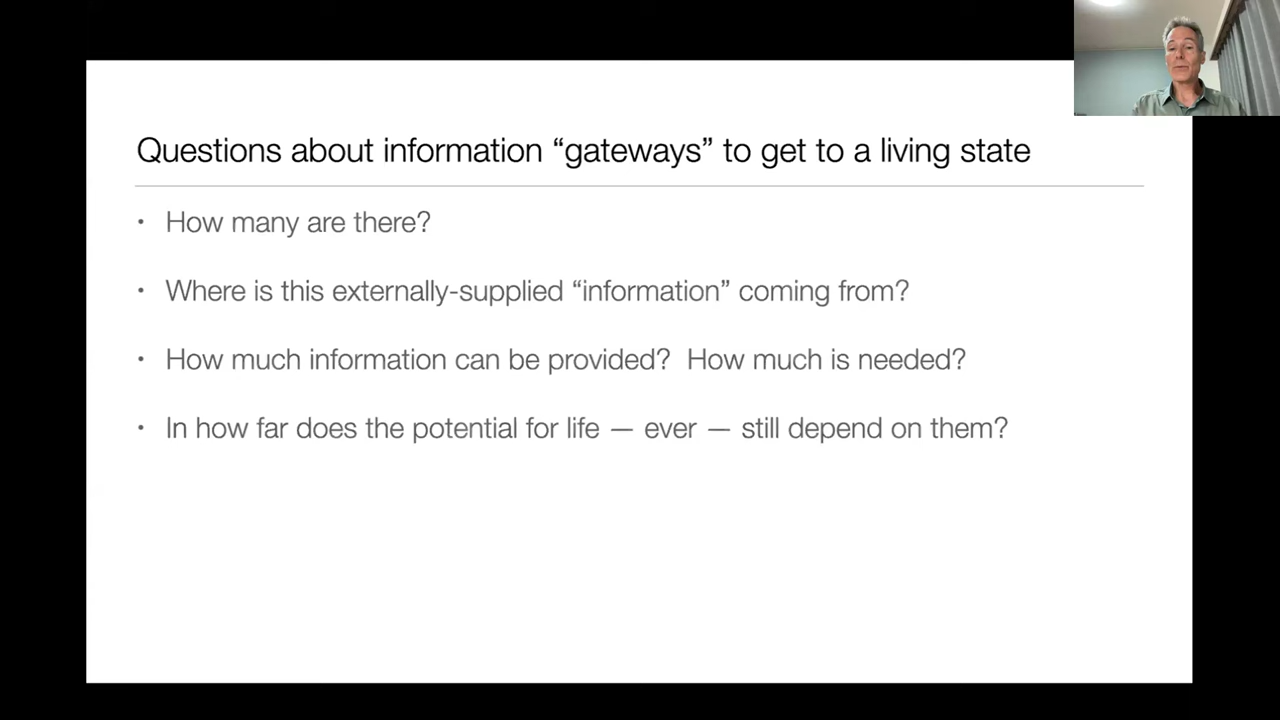 Questions about information “gateways” to get to a living state
• How many are there?
• Where is this externally-supplied “information” coming from?
• How much information can be provided?  How much is needed?
• In how far does the potential for life — ever — still depend on them?